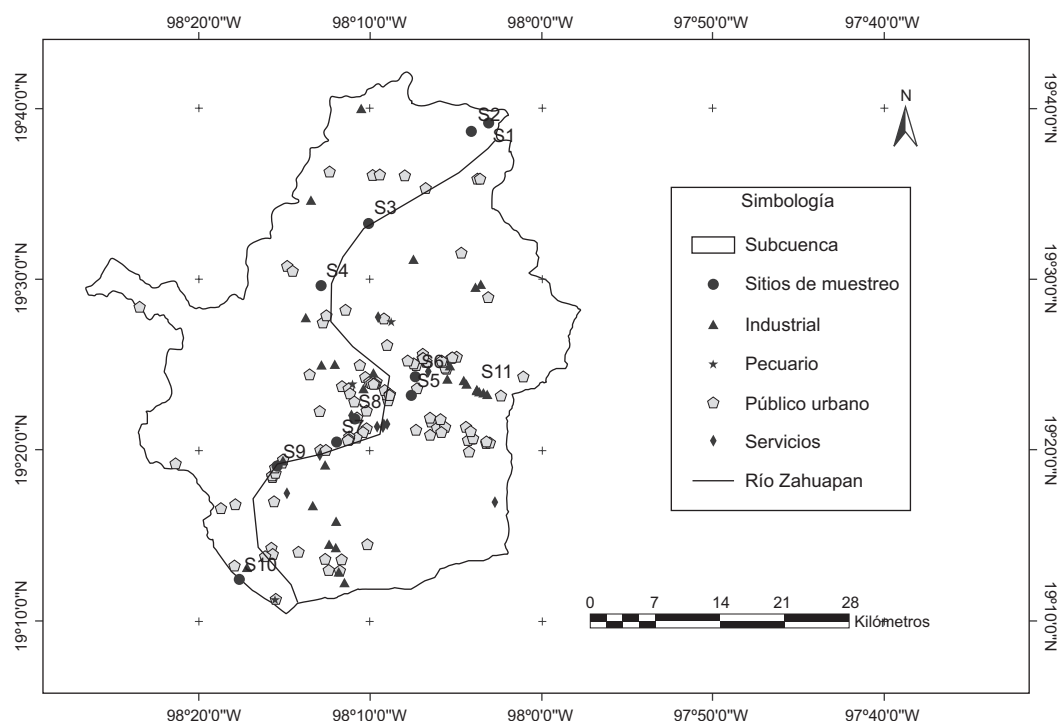 98°20'0"W 98°10'0"W 98°0'0"W 97°50'0"W 97°40'0"W
19°40'0"N 19°40'0"N
19°30'0"N 19°30'0"N
19°20'0"N 19°20'0"N
19°10'0"N 19°10'0"N
N
S2
S1
S3
S4
S6
S11
S5
S8
S7
S9
S10
Simbología
Subcuenca
Sitios de muestreo
Industrial
Pecuario
Público urbano
Servicios
Río Zahuapan
0 7 14 21 28
Kilómetros
98°20'0"W 98°10'0"W 98°0'0"W 97°50'0"W 97°40'0"W